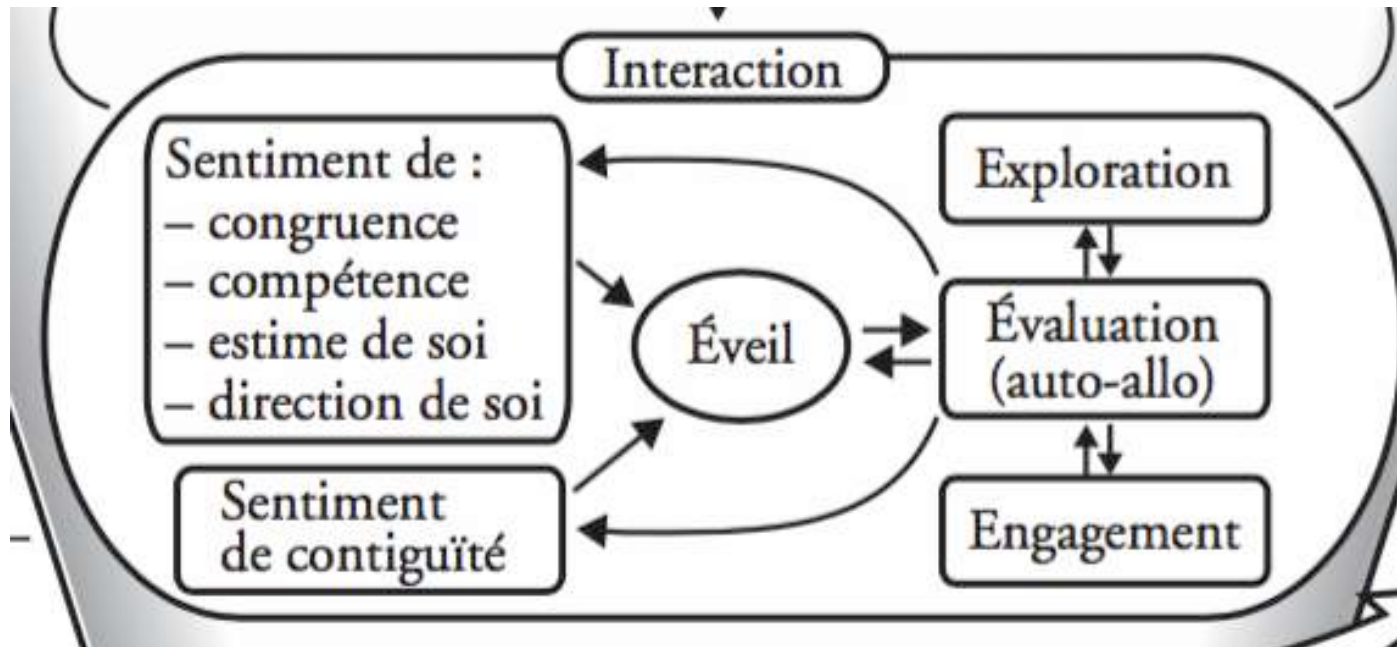 Interaction
Sentiment de :
– congruence
– compétence
– estime de soi
– direction de soi
Sentiment
de contiguïté
Éveil
Exploration
Évaluation
(auto-allo)
Engagement